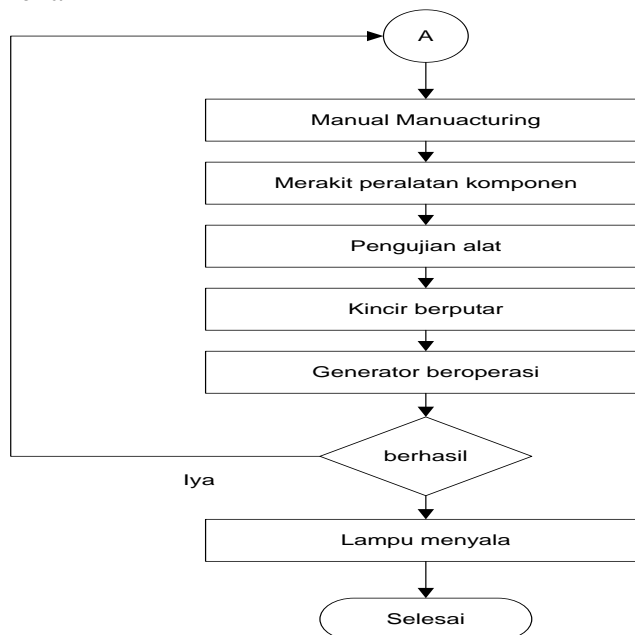 A
Manual Manuacturing
Merakit peralatan komponen
Pengujian alat
Kincir berputar
Generator beroperasi
berhasil
Iya
Lampu menyala
Selesai